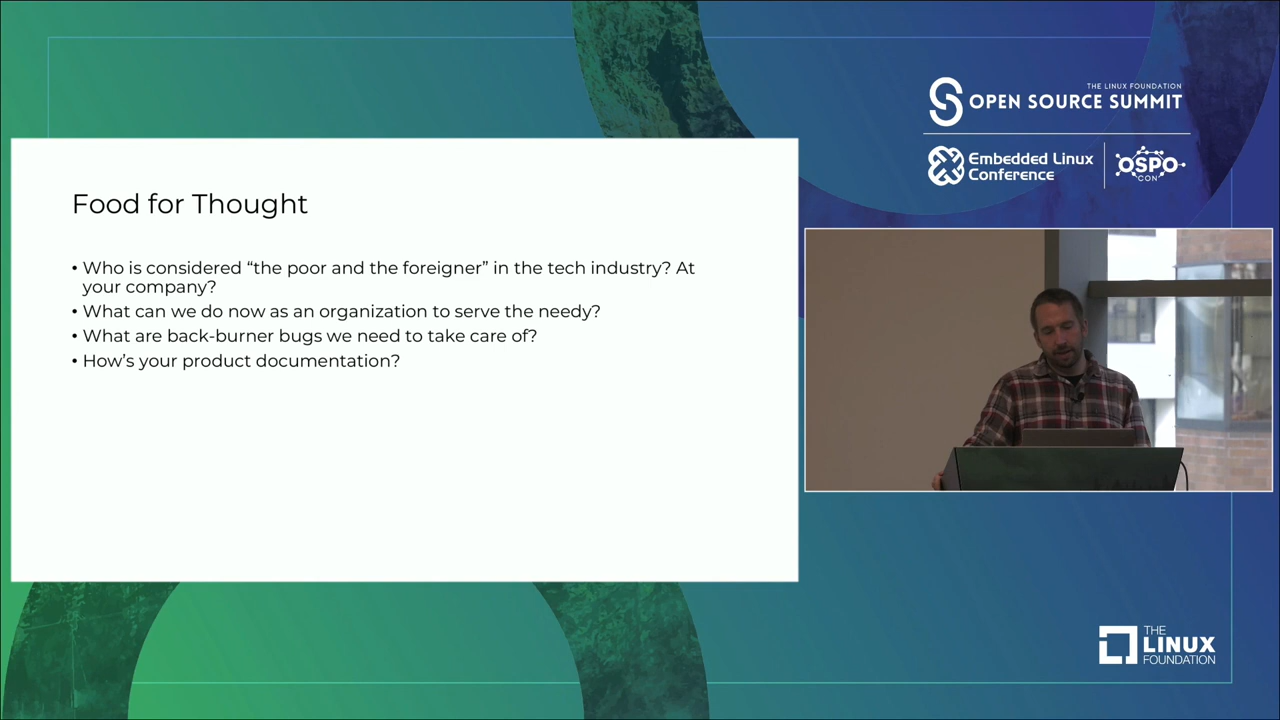 THE LINUX FOUNDATION
OPEN SOURCE SUMMIT
Embedded Linux
Conference
OSPO
CON
Food for Thought
• Who is considered “the poor and the foreigner” in the tech industry? At
your company?
• What can we do now as an organization to serve the needy?
• What are back-burner bugs we need to take care of?
• How’s your product documentation?
THE
LINUX
FOUNDATION